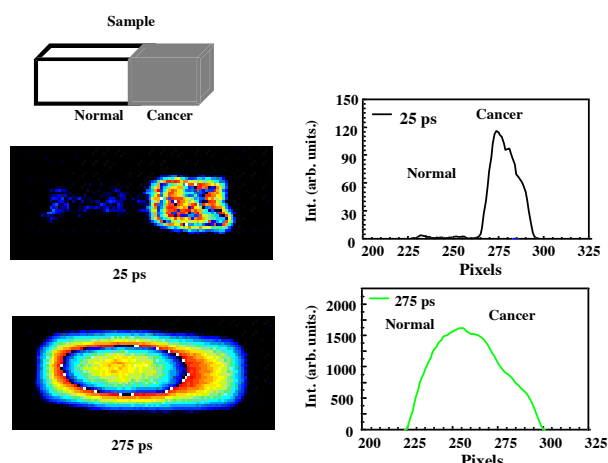 Sample
Normal Cancer
25 ps
275 ps
150
120
90
60
30
0
Int. (arb. units.)
25 ps
Cancer
Normal
200 225 250 275 300 325
Pixels
2000
1500
1000
500
0
Int. (arb. units.)
275 ps
Normal
Cancer
200 225 250 275 300 325
Pixels